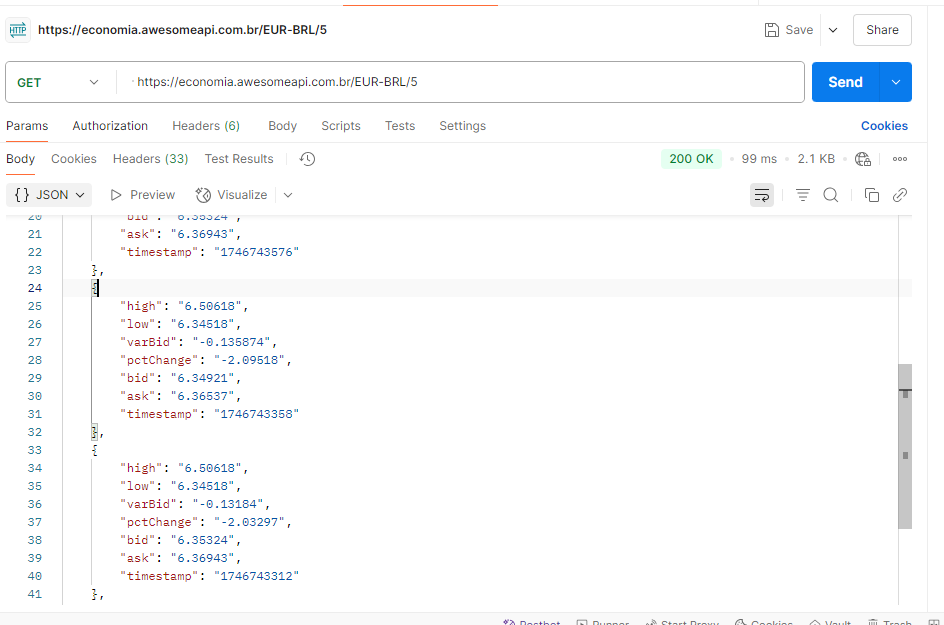 HTTP https://economia.awesomeapi.com.br/EUR-BRL/5 Save Share
GET https://economia.awesomeapi.com.br/EUR-BRL/5 Send
Params Authorization Headers (6) Body Scripts Tests Settings Cookies
Body Cookies Headers (33) Test Results 200 OK • 99 ms • 2.1 KB •
{} JSON Preview Visualize
20 "bid": "6.35324",
21 "ask": "6.36943",
22 "timestamp": "1746743576"
23 },
24 {
25 "high": "6.50618",
26 "low": "6.34518",
27 "varBid": "-0.135874",
28 "pctChange": "-2.09518",
29 "bid": "6.34921",
30 "ask": "6.36537",
31 "timestamp": "1746743358"
32 },
33 {
34 "high": "6.50618",
35 "low": "6.34518",
36 "varBid": "-0.13184",
37 "pctChange": "-2.03297",
38 "bid": "6.35324",
39 "ask": "6.36943",
40 "timestamp": "1746743312"
41 },
Postbot Runner Start Proxy Cookies Vault Trash